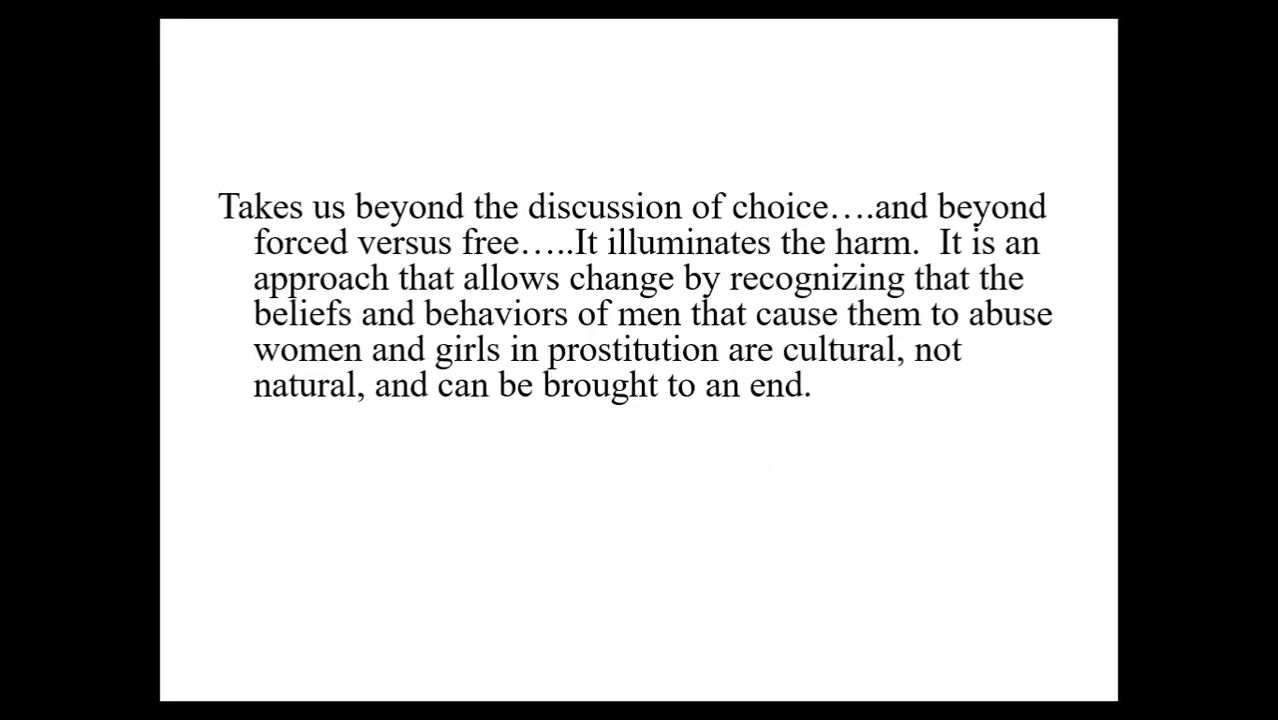 Takes us beyond the discussion of choice….and beyond
forced versus free…..It illuminates the harm.  It is an
approach that allows change by recognizing that the
beliefs and behaviors of men that cause them to abuse
women and girls in prostitution are cultural, not
natural, and can be brought to an end.